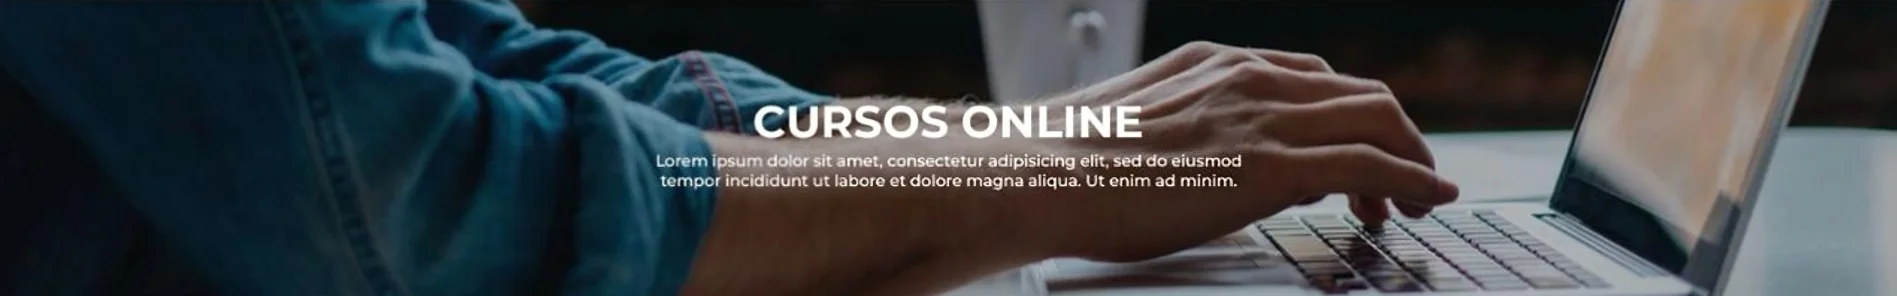 CURSOS ONLINE
Lorem ipsum dolor sit amet, consectetur adipisicing elit, sed do eiusmod
tempor incididunt ut labore et dolore magna aliqua. Ut enim ad minim.